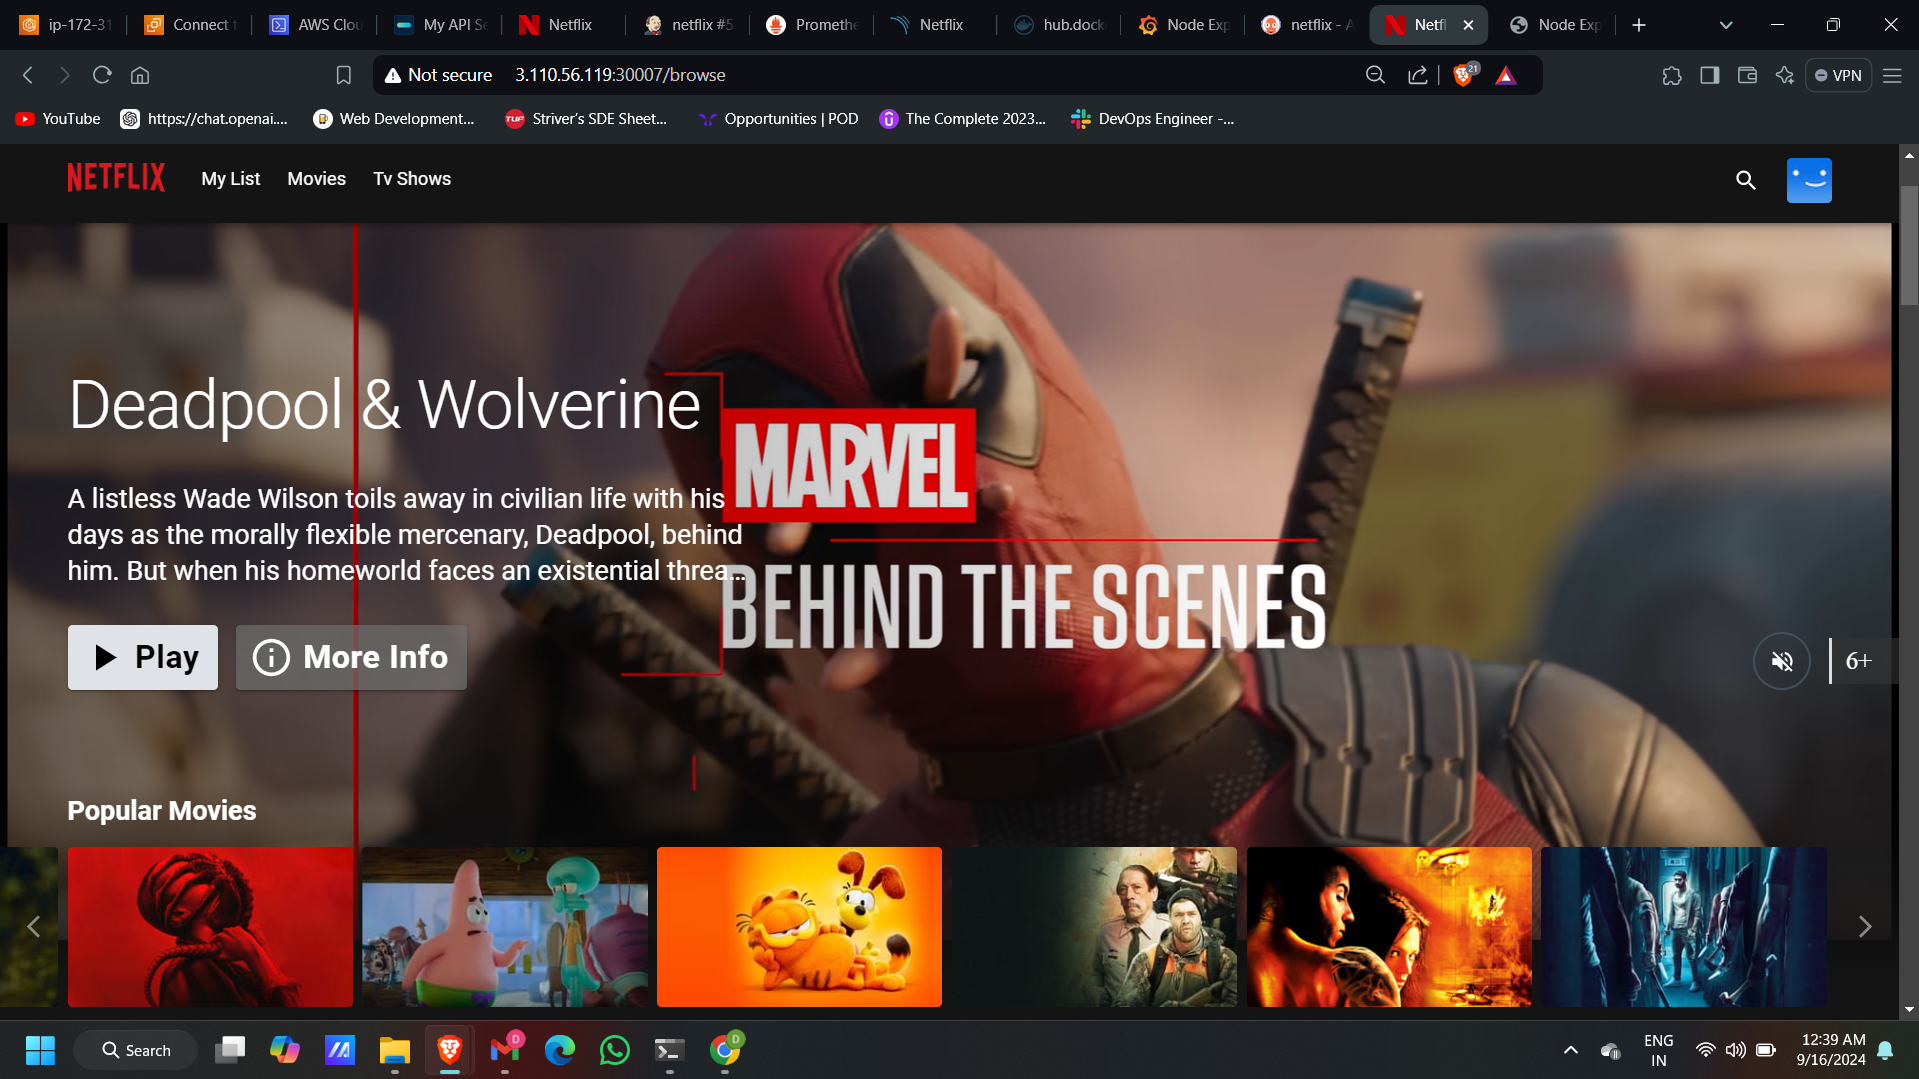 ip-172-31
Connect t
AWS Clou
My API Se
Netflix
netflix #5
Promethe
Netflix
hub.dock
Node Exp
netflix - A
Netfl
Node Exp
Not secure 3.110.56.119:30007/browse
21
VPN
YouTube
https://chat.openai....
Web Development...
TUF
Striver's SDE Sheet...
Opportunities | POD
The Complete 2023...
DevOps Engineer -...
NETFLIX
My List
Movies
Tv Shows
Deadpool & Wolverine
MARVEL
BEHIND THE SCENES
A listless Wade Wilson toils away in civilian life with his
days as the morally flexible mercenary, Deadpool, behind
him. But when his homeworld faces an existential threa...
Play
More Info
6+
Popular Movies
Search
D
D
ENG
IN
12:39 AM
9/16/2024